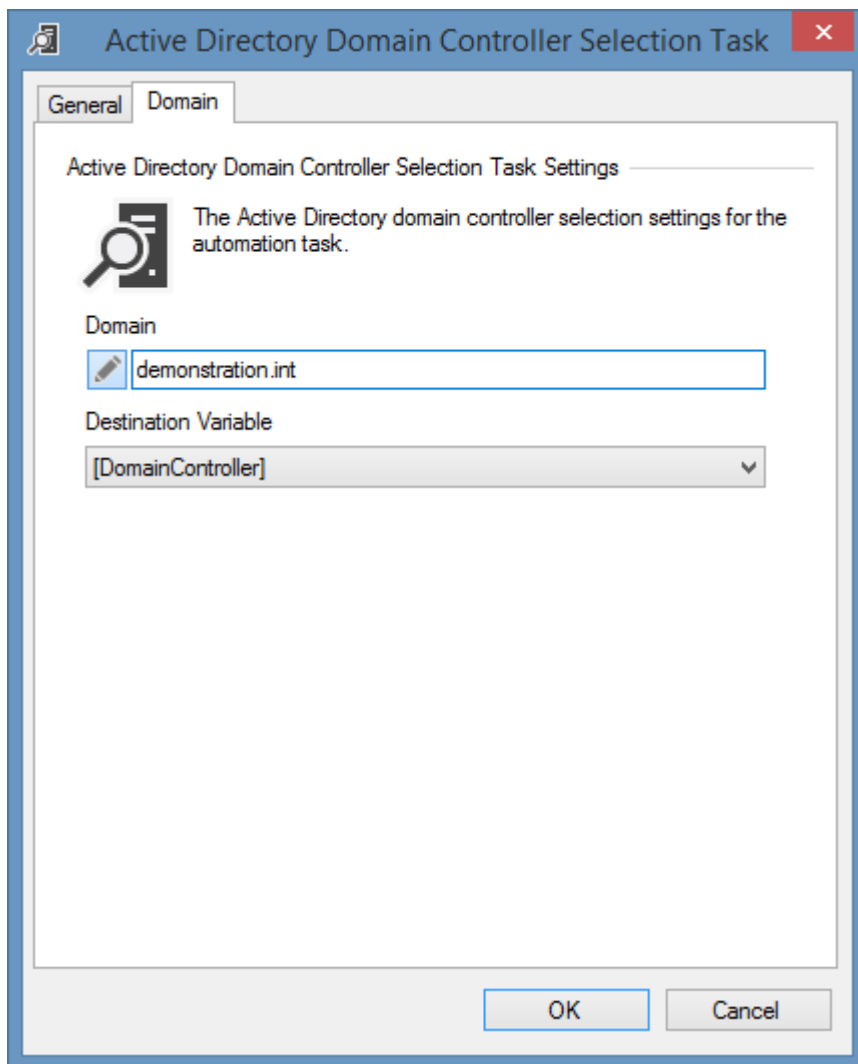 Active Directory Domain Controller Selection Task
General
Domain
Active Directory Domain Controller Selection Task Settings
The Active Directory domain controller selection settings for the
automation task.
Domain
demonstration.int
Destination Variable
[DomainController]
OK
Cancel